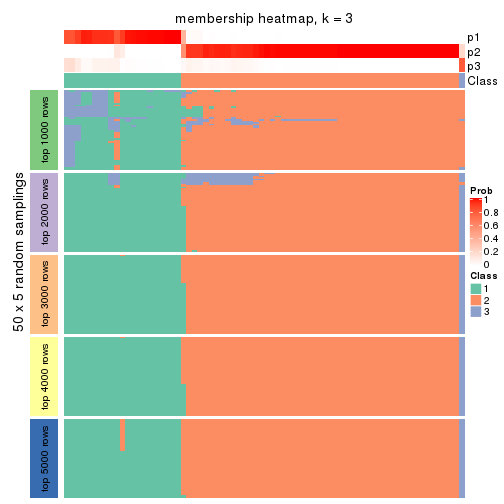 membership heatmap, k = 3
p1
p2
p3
Class
50 x 5 random samplings
top 1000 rows
top 2000 rows
top 3000 rows
top 4000 rows
top 5000 rows
Prob
1
0.8
0.6
0.4
0.2
0
Class
1
2
3